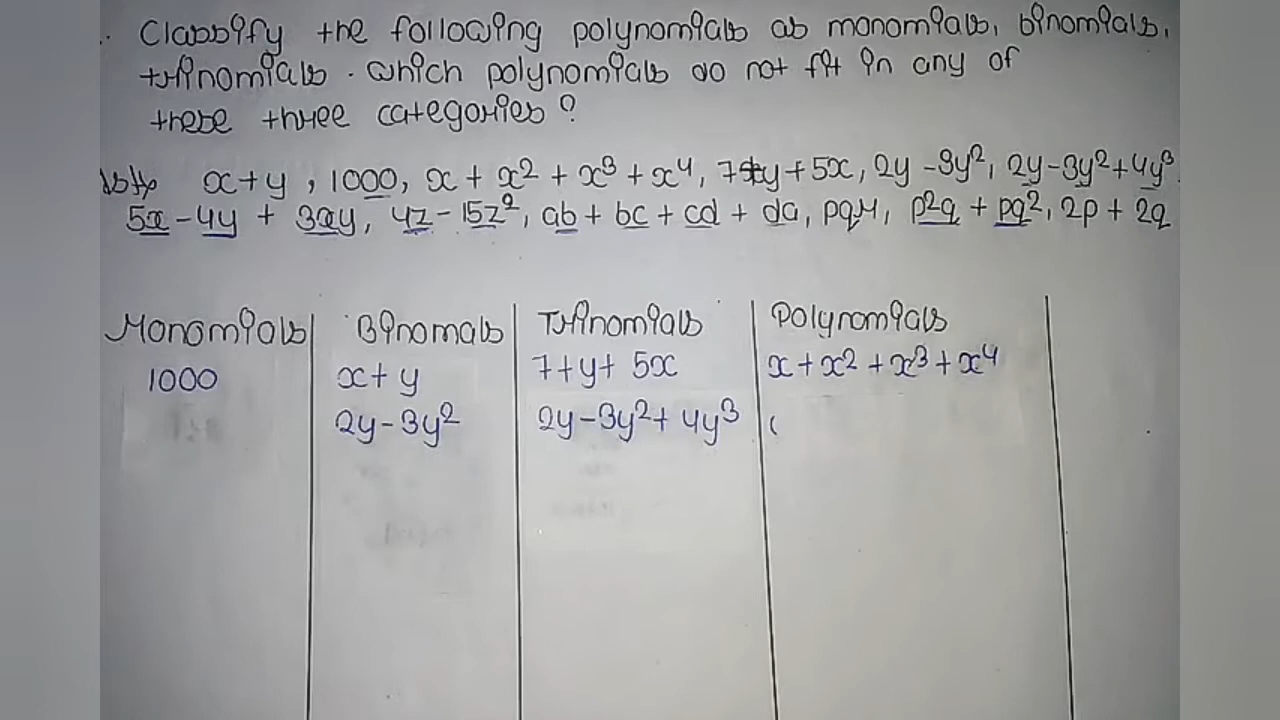 Classify the following polynomials as monomials, binomials,
trinomials. which polynomials do not fit in any of
these three categories?
x+y, 1000, x + x² + x³ + x⁴, 7+y + 5x, 2y - 3y², 2y - 3y² + 4y³
5x - 4y + 3xy, 4z - 15z², ab + bc + cd + da, pqr, p²q + pq², 2p + 2q
Monomials Binomals Trinomials Polynomials
1000 x+y 7+y+ 5x x + x² + x³ + x⁴
2y - 3y² 2y - 3y² + 4y³ (